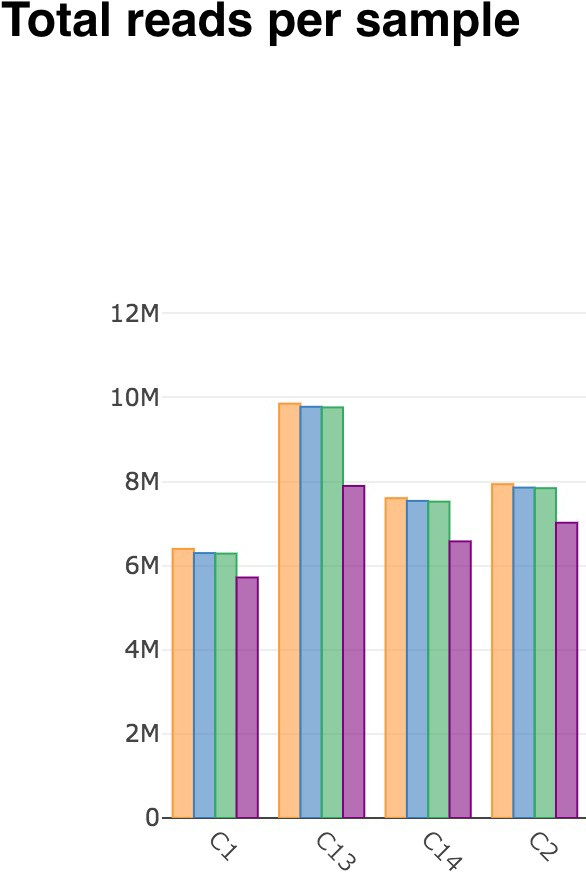 Total reads per sample
12M
10M
8M
6M
4M
2M
0
C1 C13 C14 C2